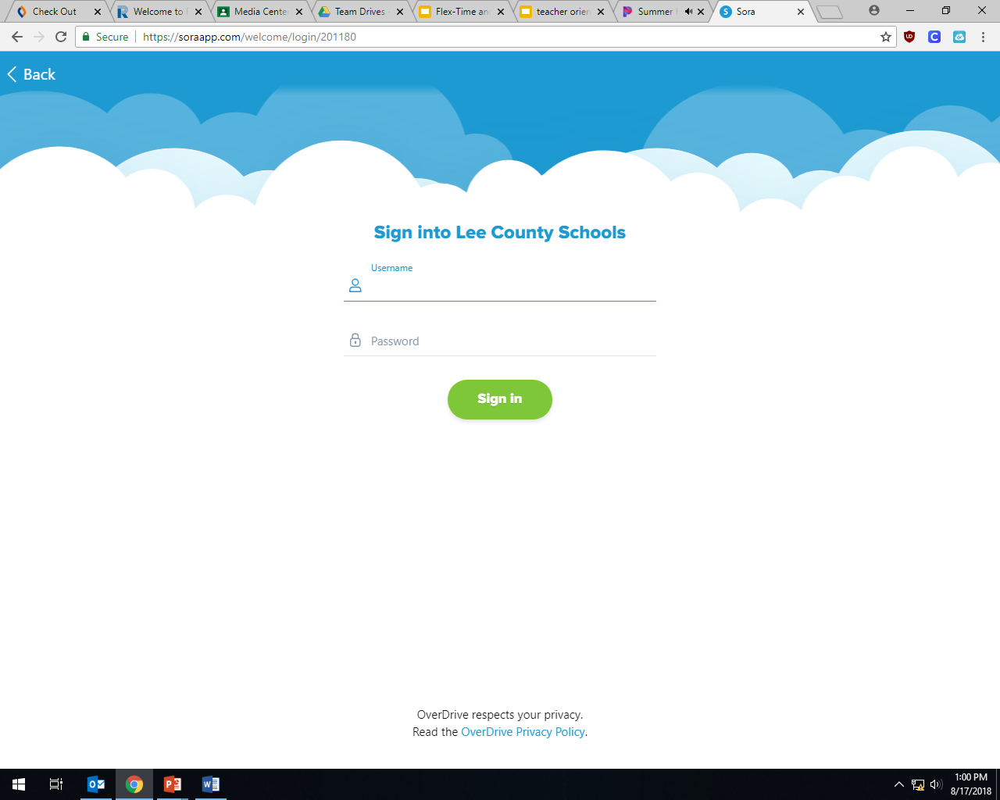 Check Out
Welcome to
Media Cente
Team Drives
Flex-Time an
teacher orien
Summer
Sora
Secure
https://soraapp.com/welcome/login/201180
Back
Sign into Lee County Schools
Username
Password
Sign in
OverDrive respects your privacy.
Read the OverDrive Privacy Policy.
1:00 PM
8/17/2018